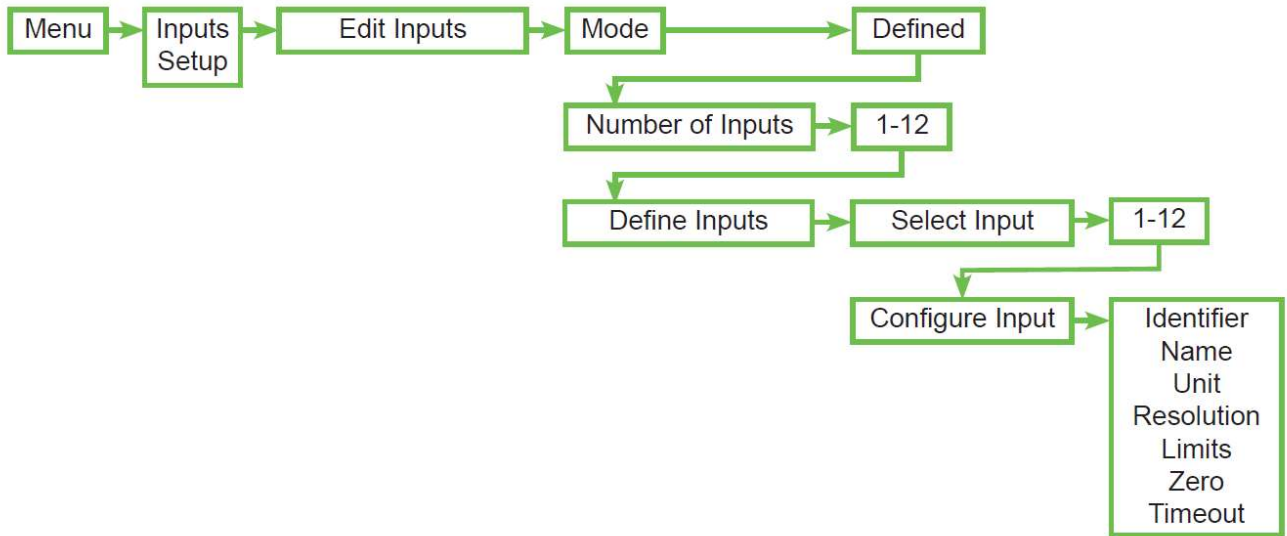 Menu
Inputs
Setup
Edit Inputs
Mode
Defined
Number of Inputs
1-12
Define Inputs
Select Input
1-12
Configure Input
Identifier
Name
Unit
Resolution
Limits
Zero
Timeout